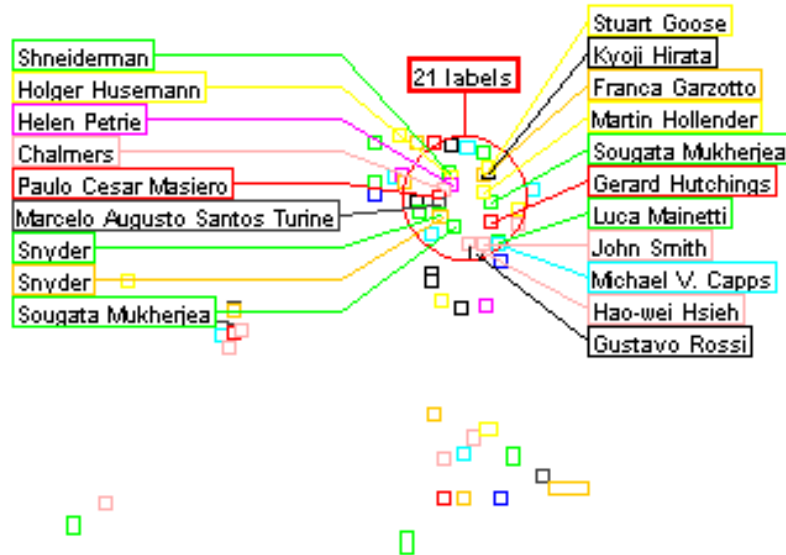 Shneiderman
Holger Husemann
Helen Petrie
Chalmers
Paulo Cesar Masiero
Marcelo Augusto Santos Turine
Snyder
Snyder
Sougata Mukherjea
21 labels
Stuart Goose
Kyoji Hirata
Franca Garzotto
Martin Hollender
Sougata Mukherjea
Gerard Hutchings
Luca Mainetti
John Smith
Michael V. Capps
Hao-wei Hsieh
Gustavo Rossi